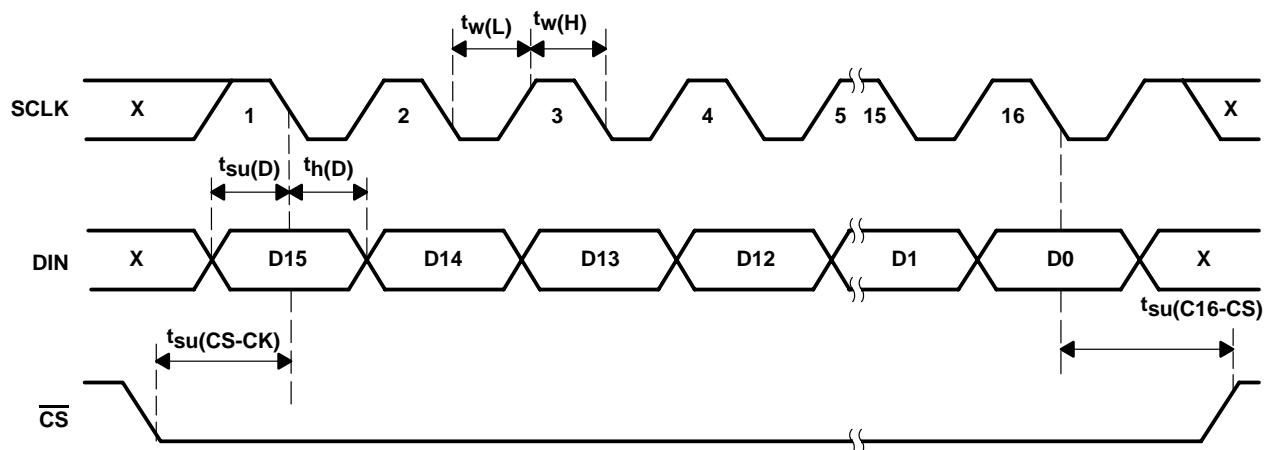 tw(L) tw(H)
SCLK X 1 2 3 4 5 15 16 X
tsu(D) th(D)
DIN X D15 D14 D13 D12 D1 D0 X
tsu(CS-CK) tsu(C16-CS)
CS